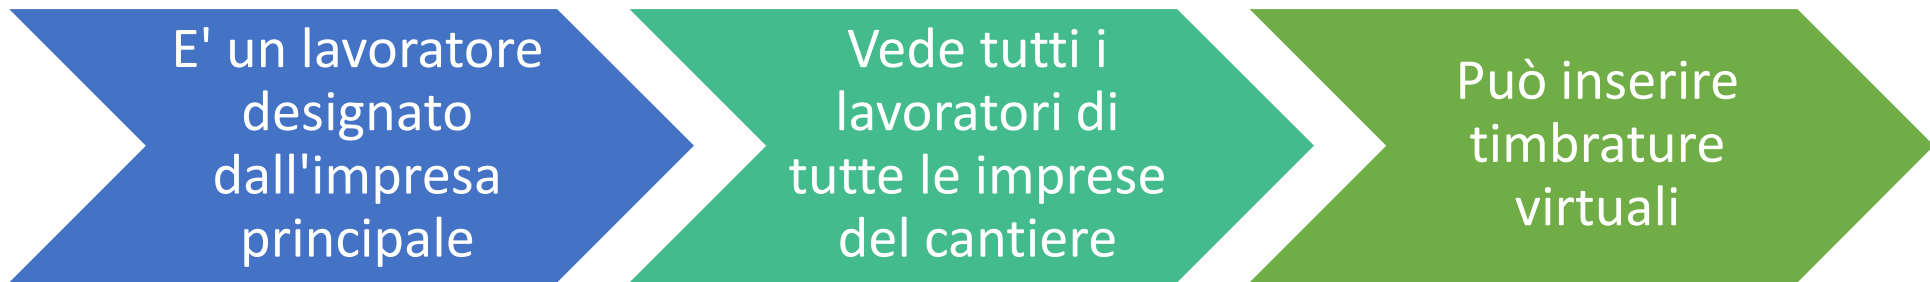 E' un lavoratore
designato
dall'impresa
principale
Vede tutti i
lavoratori di
tutte le imprese
del cantiere
Può inserire
timbrature
virtuali